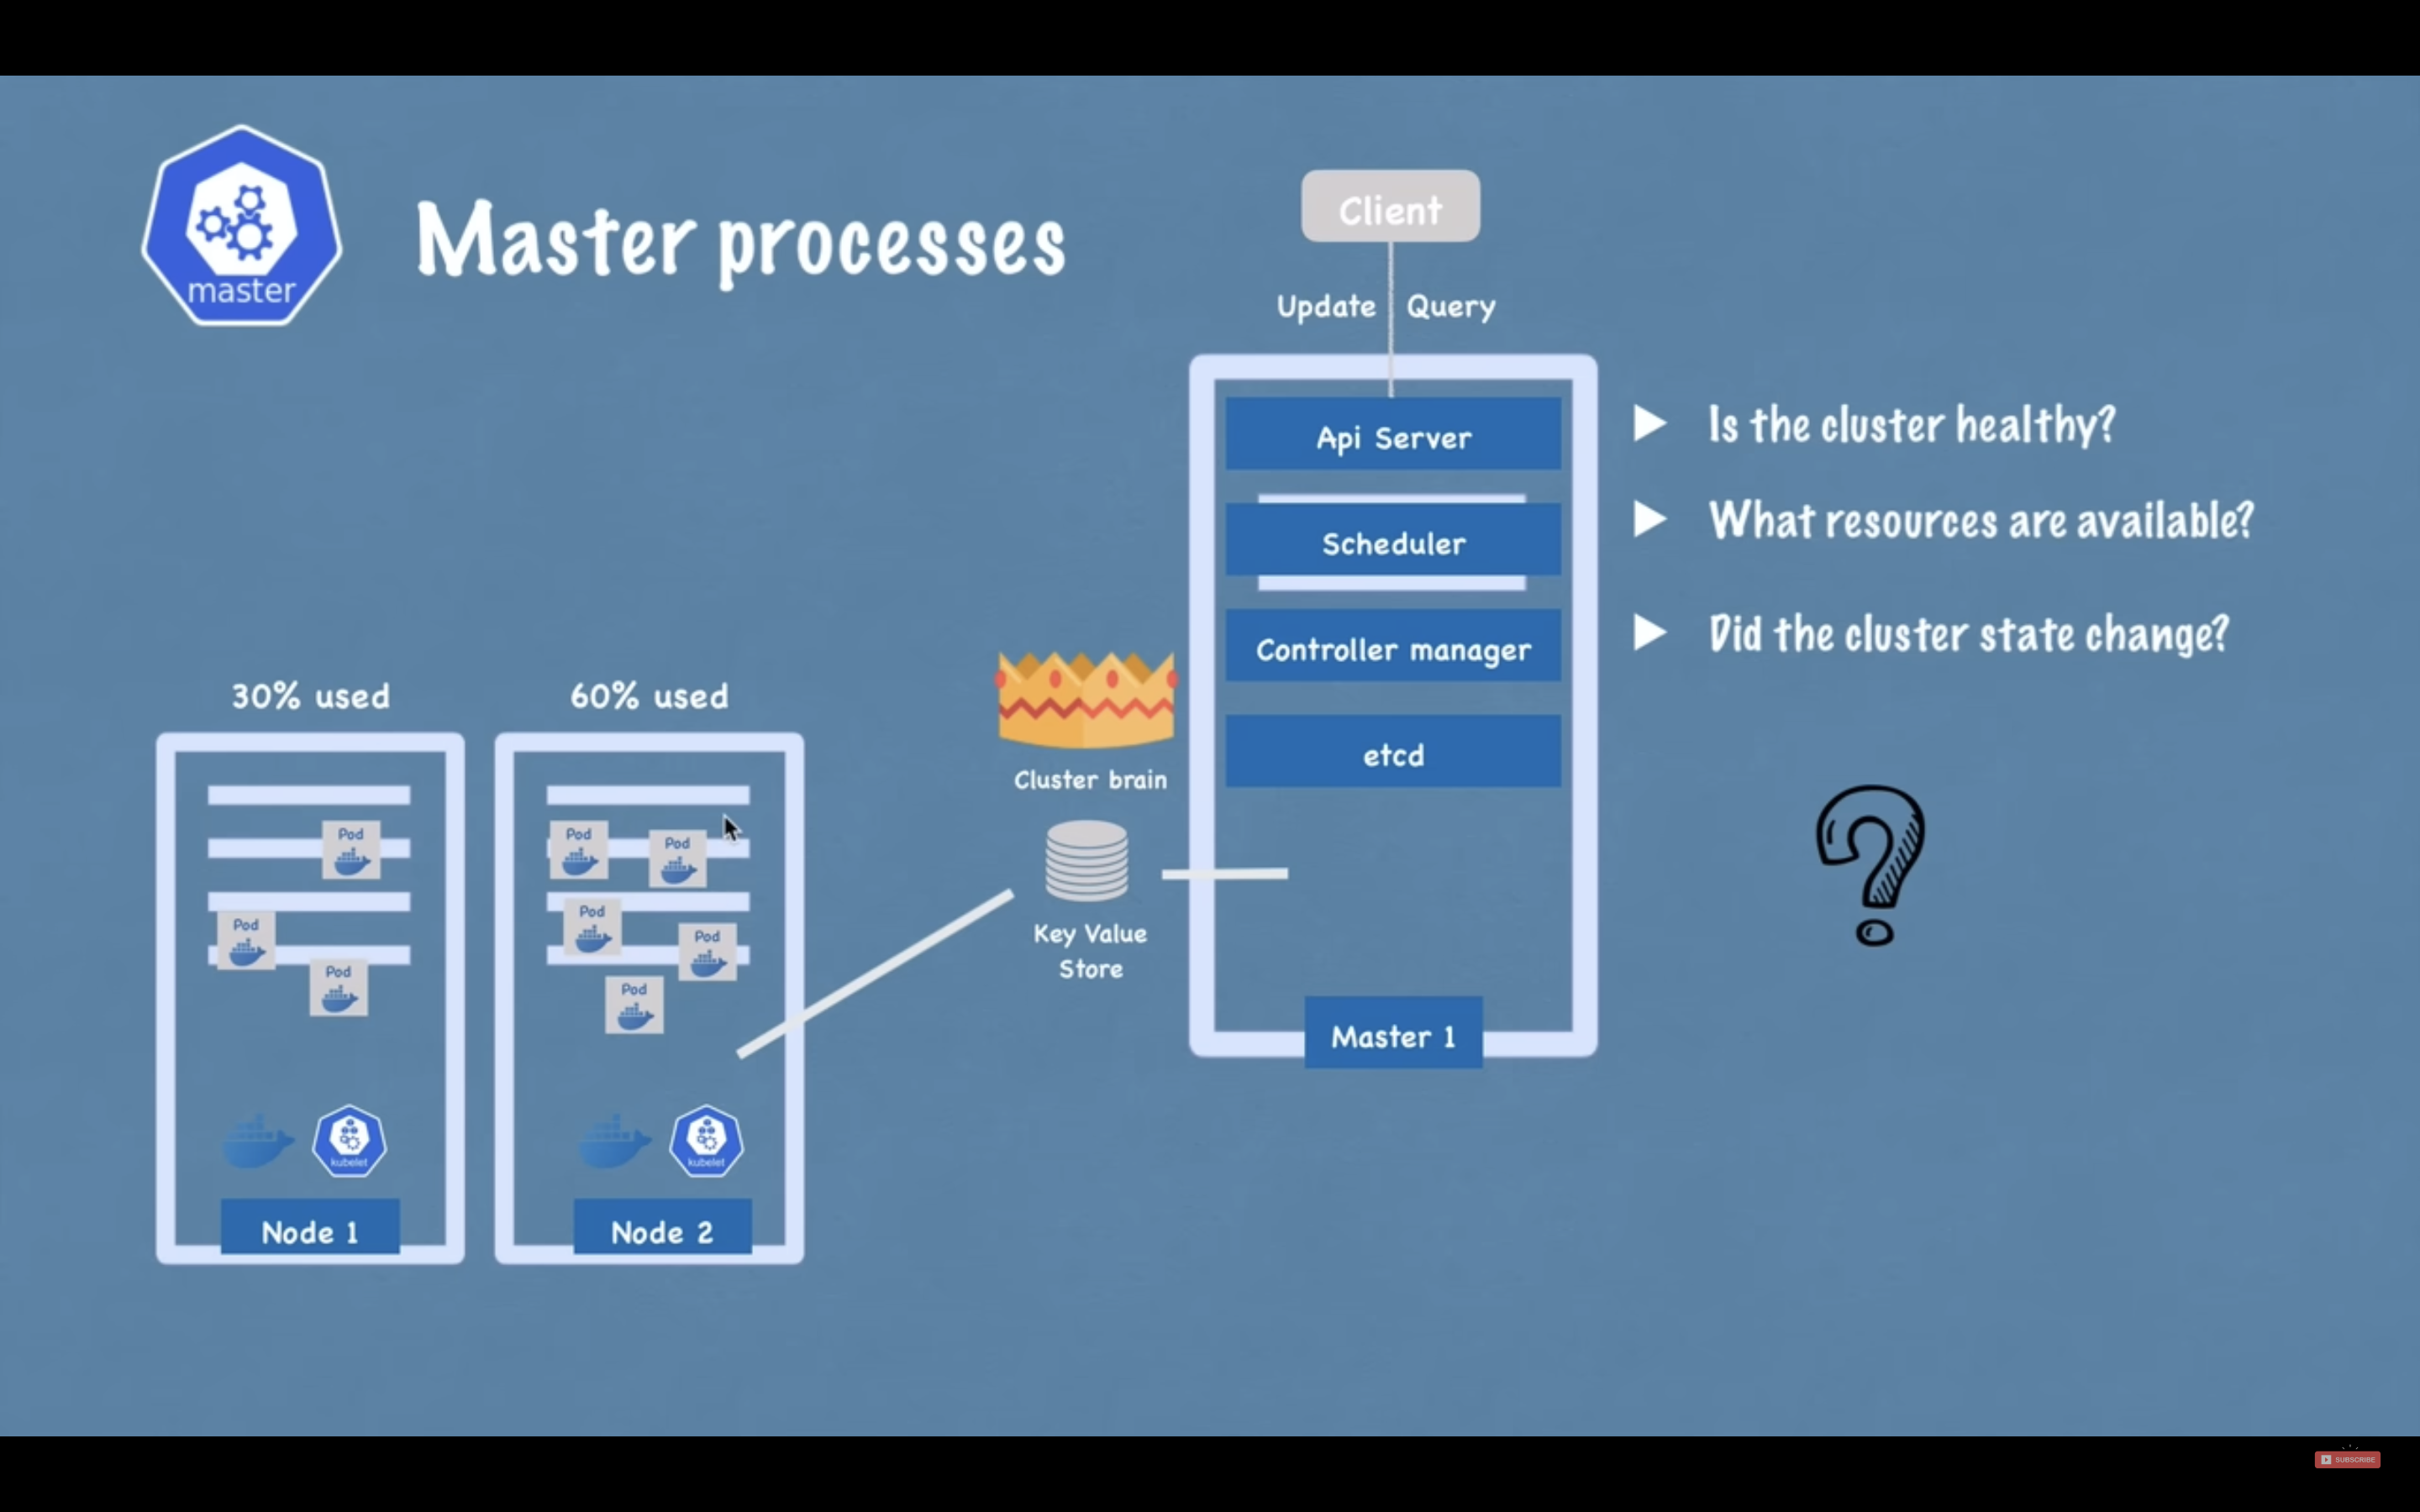 master
Master processes
Client
Update Query
Api Server
Scheduler
Controller manager
etcd
Master 1
Is the cluster healthy?
What resources are available?
Did the cluster state change?
Cluster brain
Key Value
Store
30% used
Pod
Pod
Pod
kubelet
Node 1
60% used
Pod
Pod
Pod
Pod
Pod
kubelet
Node 2
?
SUBSCRIBE